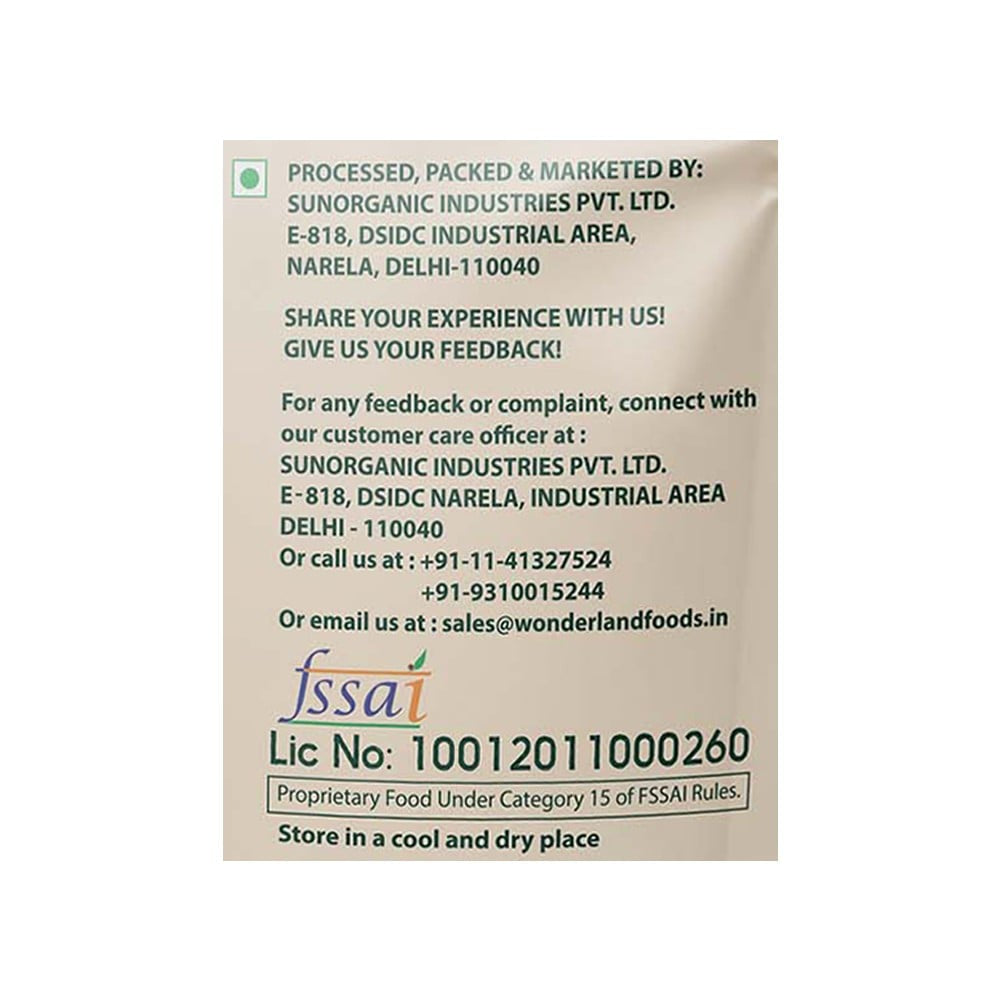 PROCESSED, PACKED & MARKETED BY:
SUNORGANIC INDUSTRIES PVT. LTD.
E-818, DSIDC INDUSTRIAL AREA,
NARELA, DELHI-110040
SHARE YOUR EXPERIENCE WITH US!
GIVE US YOUR FEEDBACK!
For any feedback or complaint, connect with
our customer care officer at :
SUNORGANIC INDUSTRIES PVT. LTD.
E-818, DSIDC NARELA, INDUSTRIAL AREA
DELHI - 110040
Or call us at : +91-11-41327524
+91-9310015244
Or email us at : sales@wonderlandfoods.in
fssai
Lic No: 10012011000260
Proprietary Food Under Category 15 of FSSAI Rules.
Store in a cool and dry place